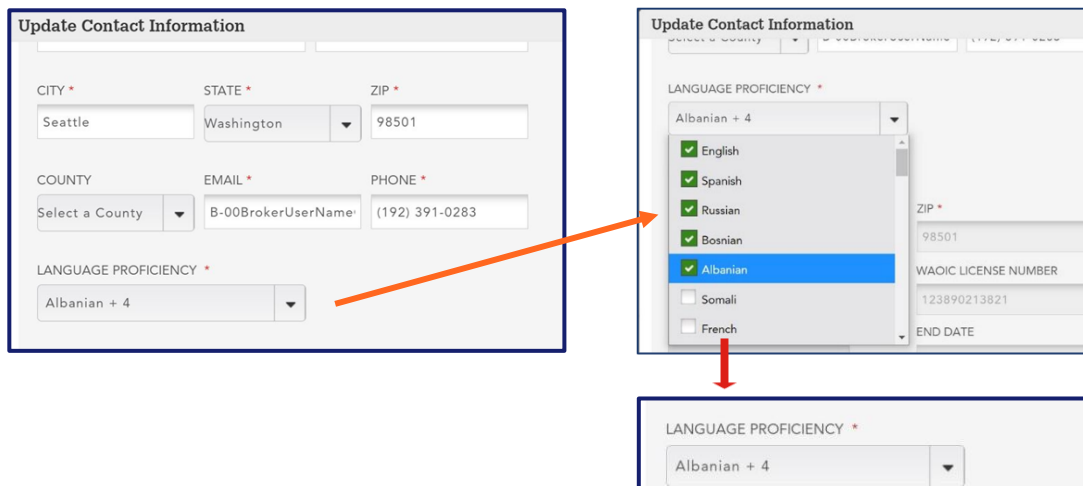 Update Contact Information
CITY * STATE * ZIP *
Seattle Washington 98501
COUNTY EMAIL * PHONE *
Select a County B-00BrokerUserName (192) 391-0283
LANGUAGE PROFICIENCY *
Albanian + 4
Update Contact Information
Select a County
LANGUAGE PROFICIENCY *
Albanian + 4
English
Spanish
Russian
Bosnian
Albanian
Somali
French
ZIP *
98501
WAOIC LICENSE NUMBER
123890213821
END DATE
LANGUAGE PROFICIENCY *
Albanian + 4